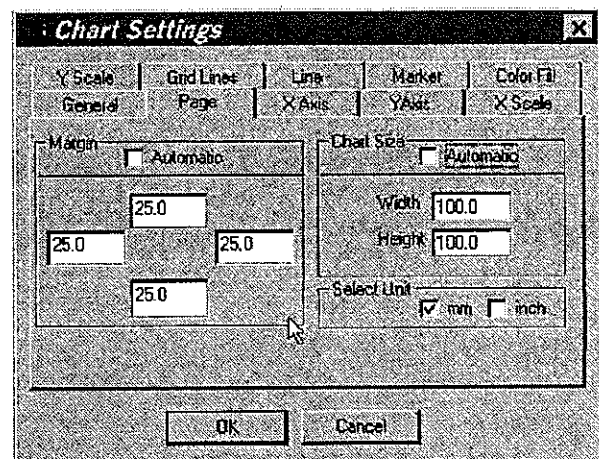 Chart Settings
Y Scale Grid Lines Line Marker Color Fill
General Page X Axis Y Axis X Scale
Margin
Automatic
25.0
25.0 25.0
25.0
Chart Size
Automatic
Width 100.0
Height 100.0
Select Unit
mm inch
OK Cancel